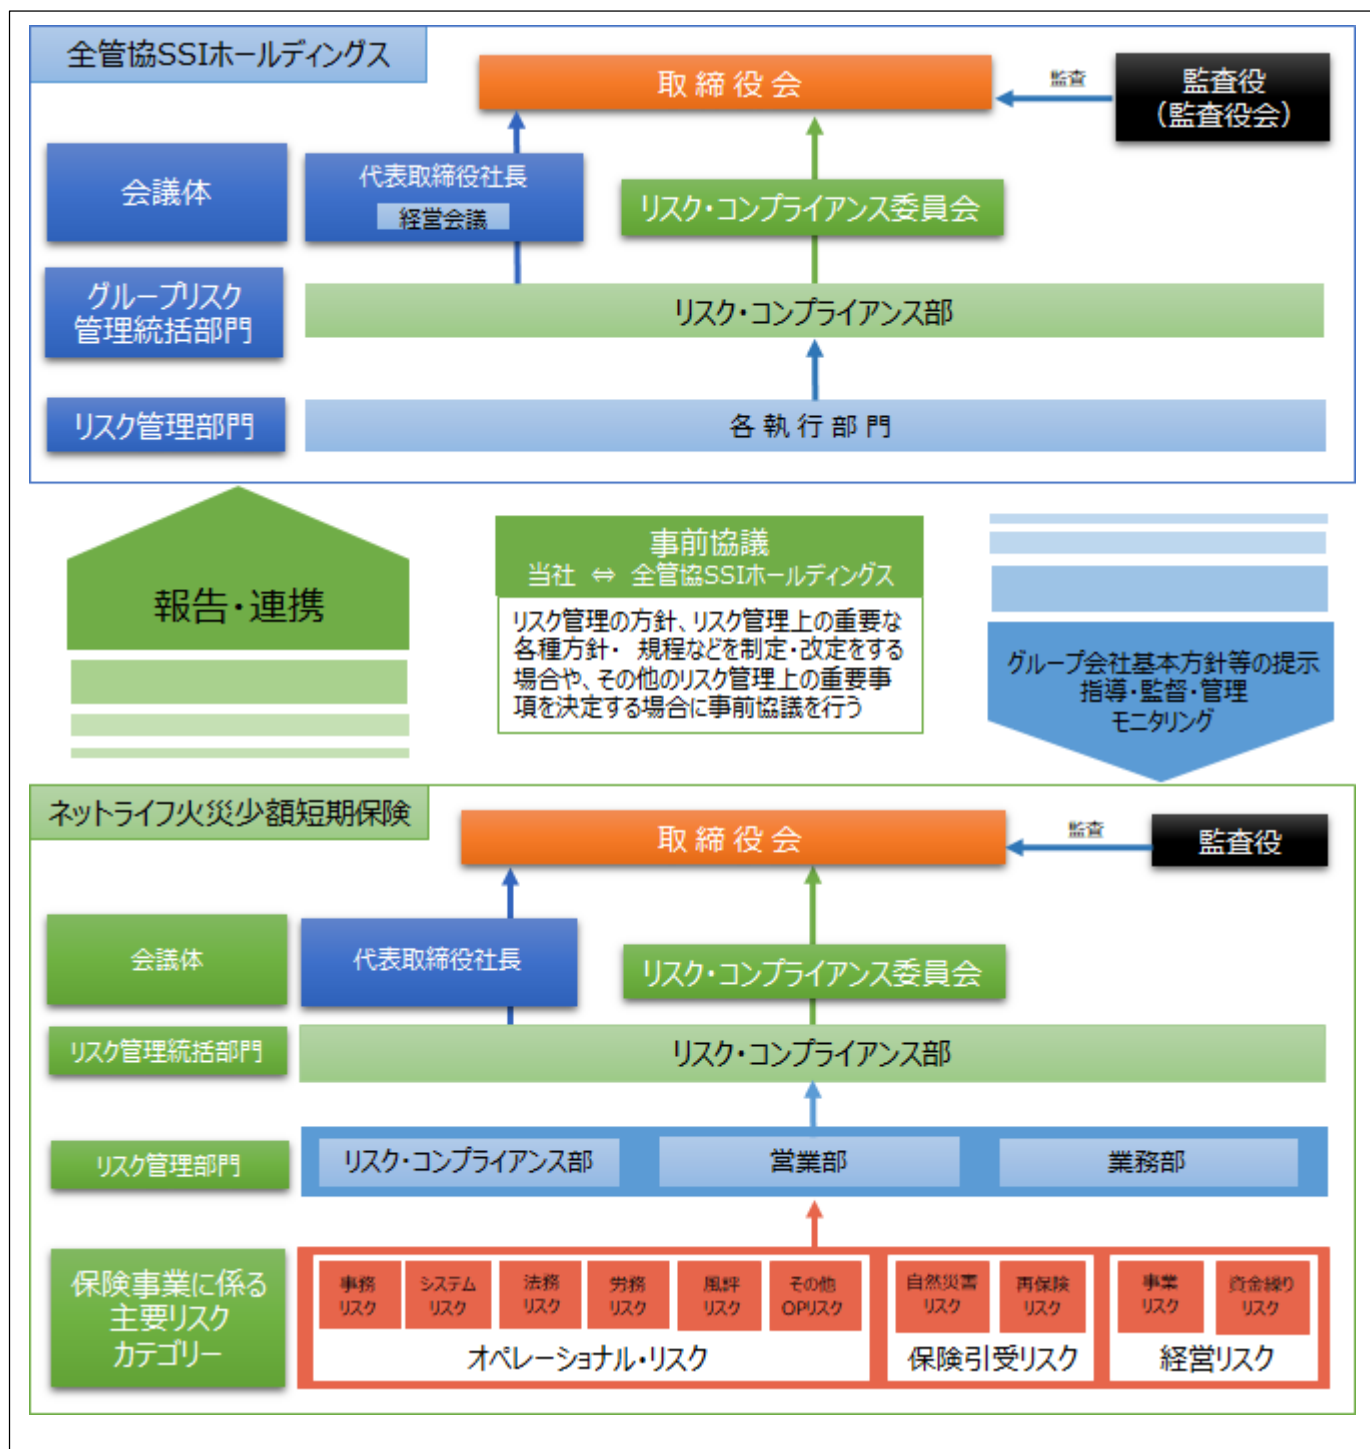 全管協SSIホールディングス
取締役会
監査
監査役
（監査役会）
会議体
代表取締役社長
経営会議
リスク・コンプライアンス委員会
グループリスク
管理統括部門
リスク・コンプライアンス部
リスク管理部門
各執行部門
報告・連携
事前協議
当社 ⇔ 全管協SSIホールディングス
リスク管理の方針、リスク管理上の重要な
各種方針・ 規程などを制定・改定をする
場合や、その他のリスク管理上の重要事
項を決定する場合に事前協議を行う
グループ会社基本方針等の提示
指導・監督・管理
モニタリング
ネットライフ火災少額短期保険
取締役会
監査
監査役
会議体
代表取締役社長
リスク・コンプライアンス委員会
リスク管理統括部門
リスク・コンプライアンス部
リスク管理部門
リスク・コンプライアンス部
営業部
業務部
保険事業に係る
主要リスク
カテゴリー
事務
リスク
システム
リスク
法務
リスク
労務
リスク
風評
リスク
その他
OPリスク
オペレーショナル・リスク
自然災害
リスク
再保険
リスク
保険引受リスク
事業
リスク
資金繰り
リスク
経営リスク